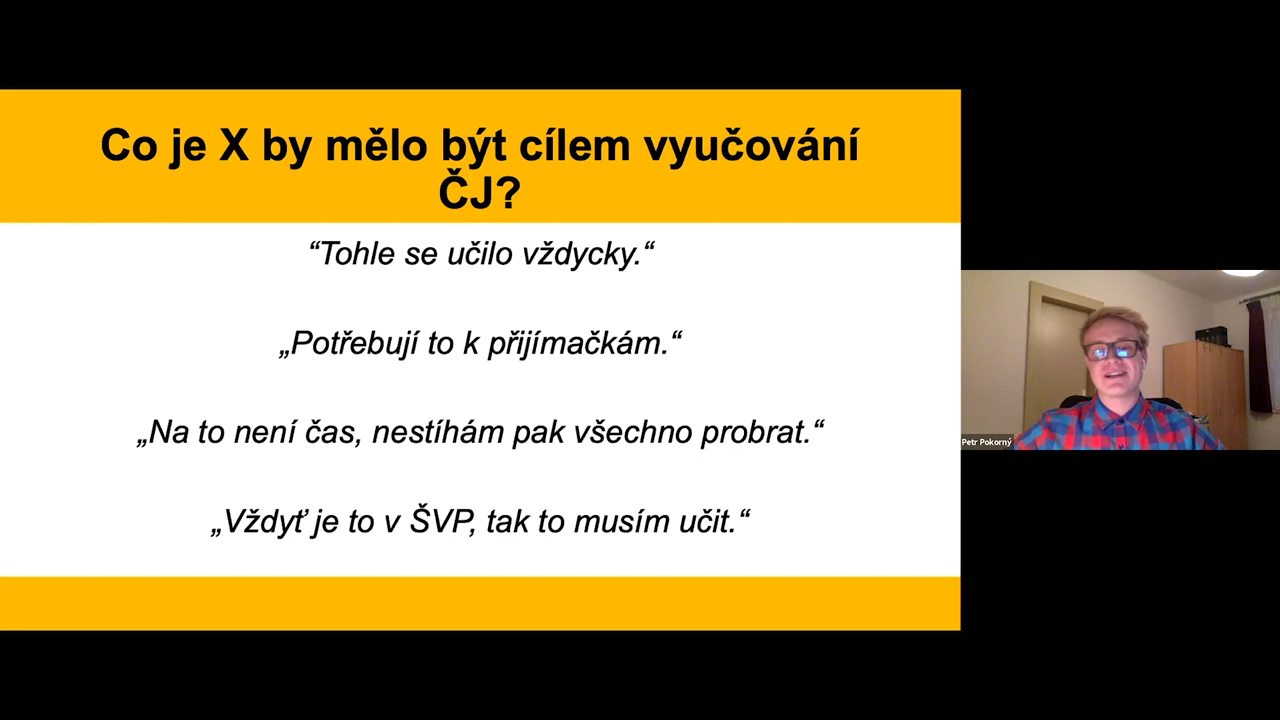 Co je X by mělo být cílem vyučování
ČJ?
“Tohle se učilo vždycky.“
„Potřebují to k přijímačkám.“
„Na to není čas, nestíhám pak všechno probrat.“
„Vždyť je to v ŠVP, tak to musím učit.“
Petr Pokorný